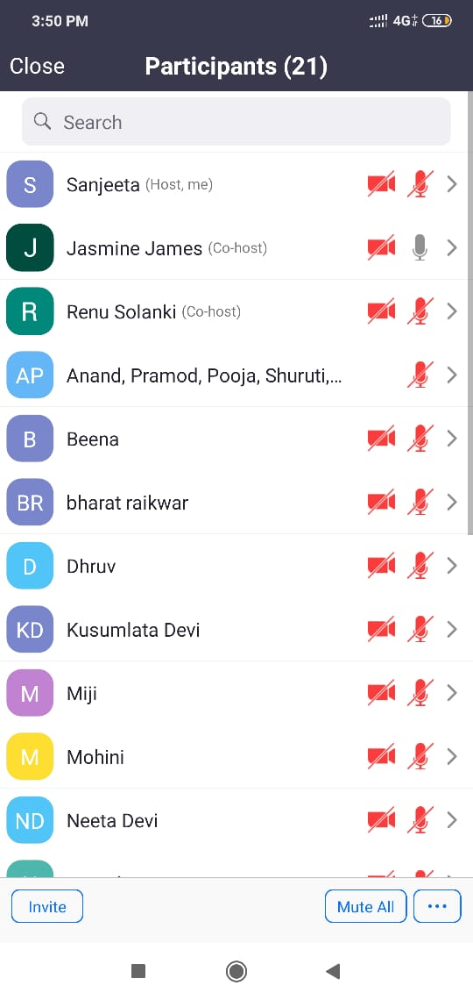 3:50 PM 4G+ 16
Close Participants (21)
Search
S Sanjeeta (Host, me)
J Jasmine James (Co-host)
R Renu Solanki (Co-host)
AP Anand, Pramod, Pooja, Shuruti,...
B Beena
BR bharat raikwar
D Dhruv
KD Kusumlata Devi
M Miji
M Mohini
ND Neeta Devi
Invite Mute All ...